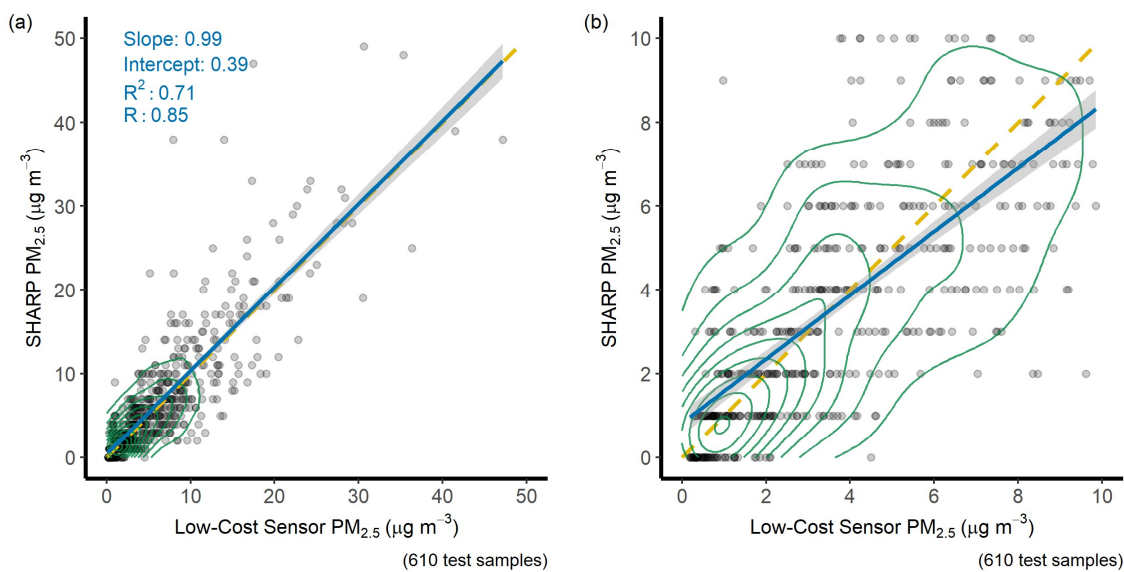 (a)
Slope: 0.99
Intercept: 0.39
R² : 0.71
R : 0.85
50
40
30
20
10
0
SHARP PM₂.₅ (μg m⁻³)
0 10 20 30 40 50
Low-Cost Sensor PM₂.₅ (μg m⁻³)
(610 test samples)
(b)
10
8
6
4
2
0
SHARP PM₂.₅ (μg m⁻³)
0 2 4 6 8 10
Low-Cost Sensor PM₂.₅ (μg m⁻³)
(610 test samples)